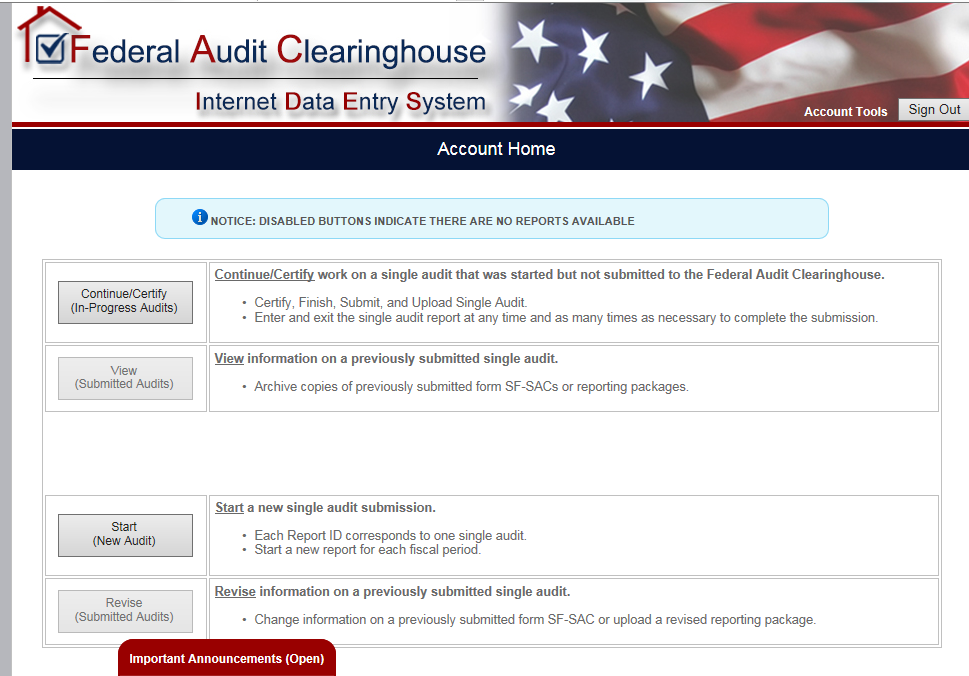 Federal Audit Clearinghouse
Internet Data Entry System
Account Tools
Sign Out
Account Home
NOTICE: DISABLED BUTTONS INDICATE THERE ARE NO REPORTS AVAILABLE
Continue/Certify
(In-Progress Audits)
Continue/Certify work on a single audit that was started but not submitted to the Federal Audit Clearinghouse.
• Certify, Finish, Submit, and Upload Single Audit.
• Enter and exit the single audit report at any time and as many times as necessary to complete the submission.
View
(Submitted Audits)
View information on a previously submitted single audit.
• Archive copies of previously submitted form SF-SACs or reporting packages.
Start
(New Audit)
Start a new single audit submission.
• Each Report ID corresponds to one single audit.
• Start a new report for each fiscal period.
Revise
(Submitted Audits)
Revise information on a previously submitted single audit.
• Change information on a previously submitted form SF-SAC or upload a revised reporting package.
Important Announcements (Open)